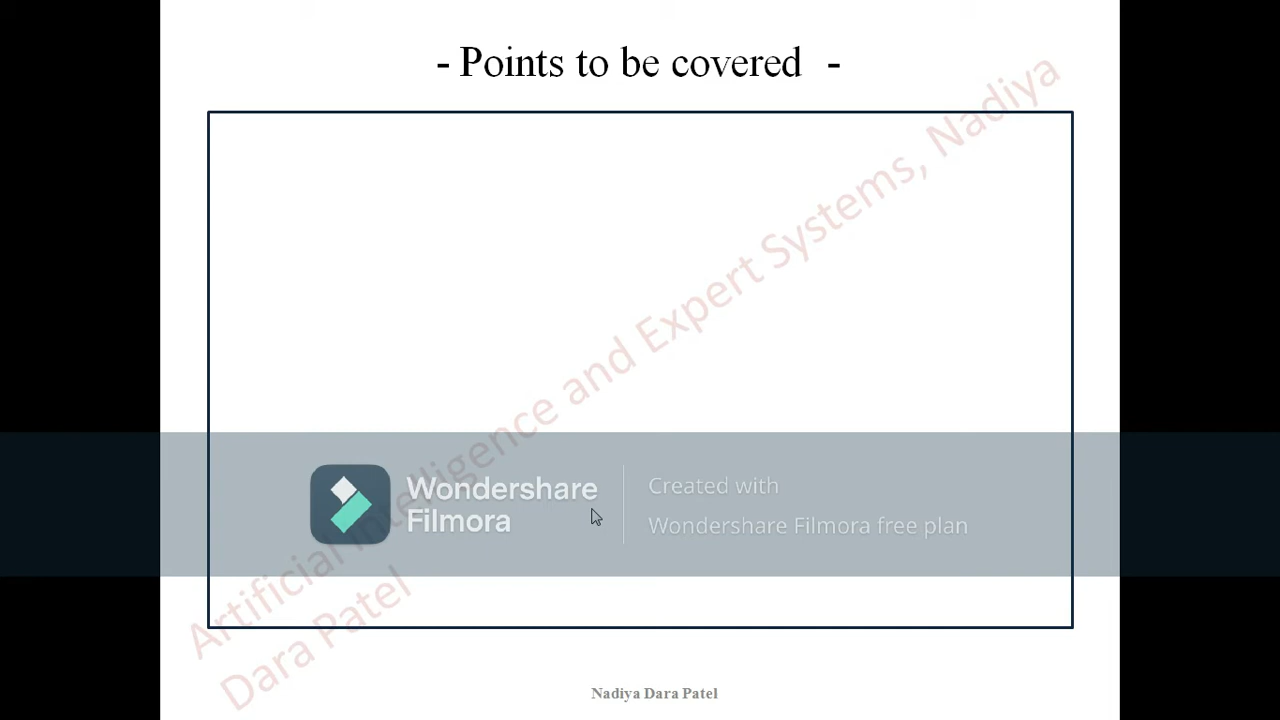 - Points to be covered -
Artificial Intelligence and Expert Systems, Nadiya
Dara Patel
Wondershare
Filmora
Created with
Wondershare Filmora free plan
Nadiya Dara Patel